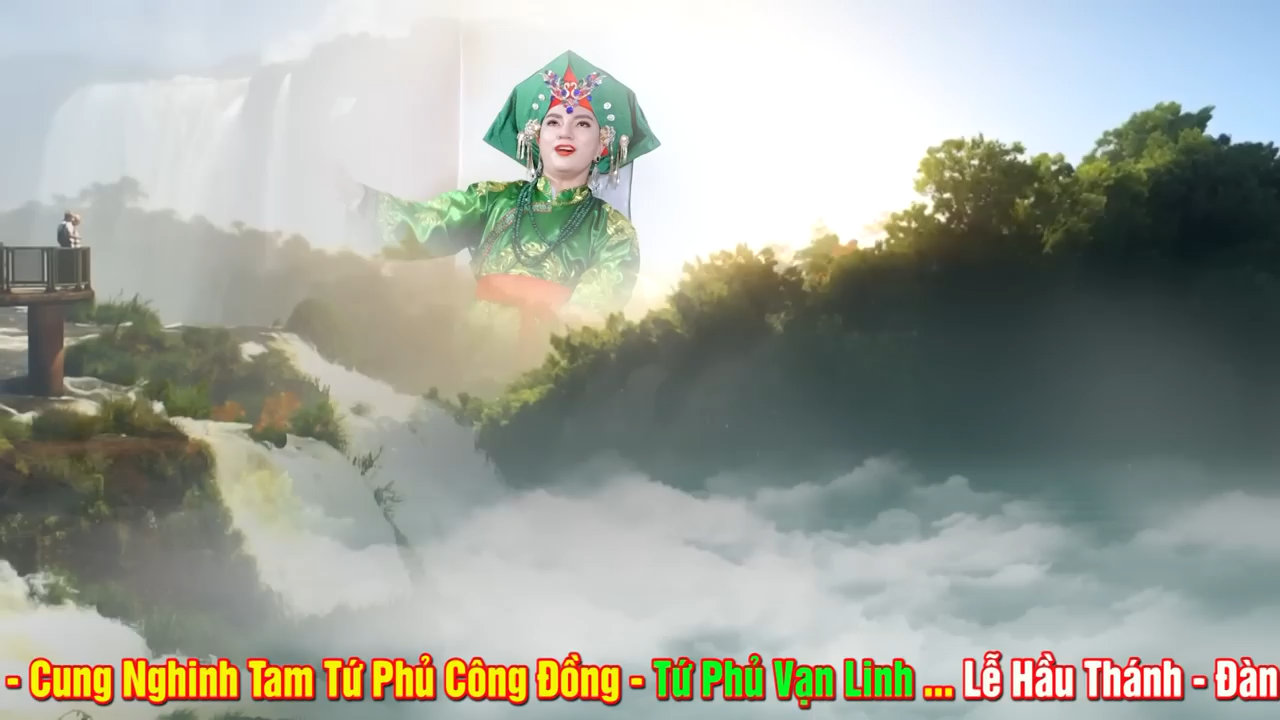 - Cung Nghinh Tam Tứ Phủ Công Đồng - Tứ Phủ Vạn Linh ... Lễ Hầu Thánh - Đàn